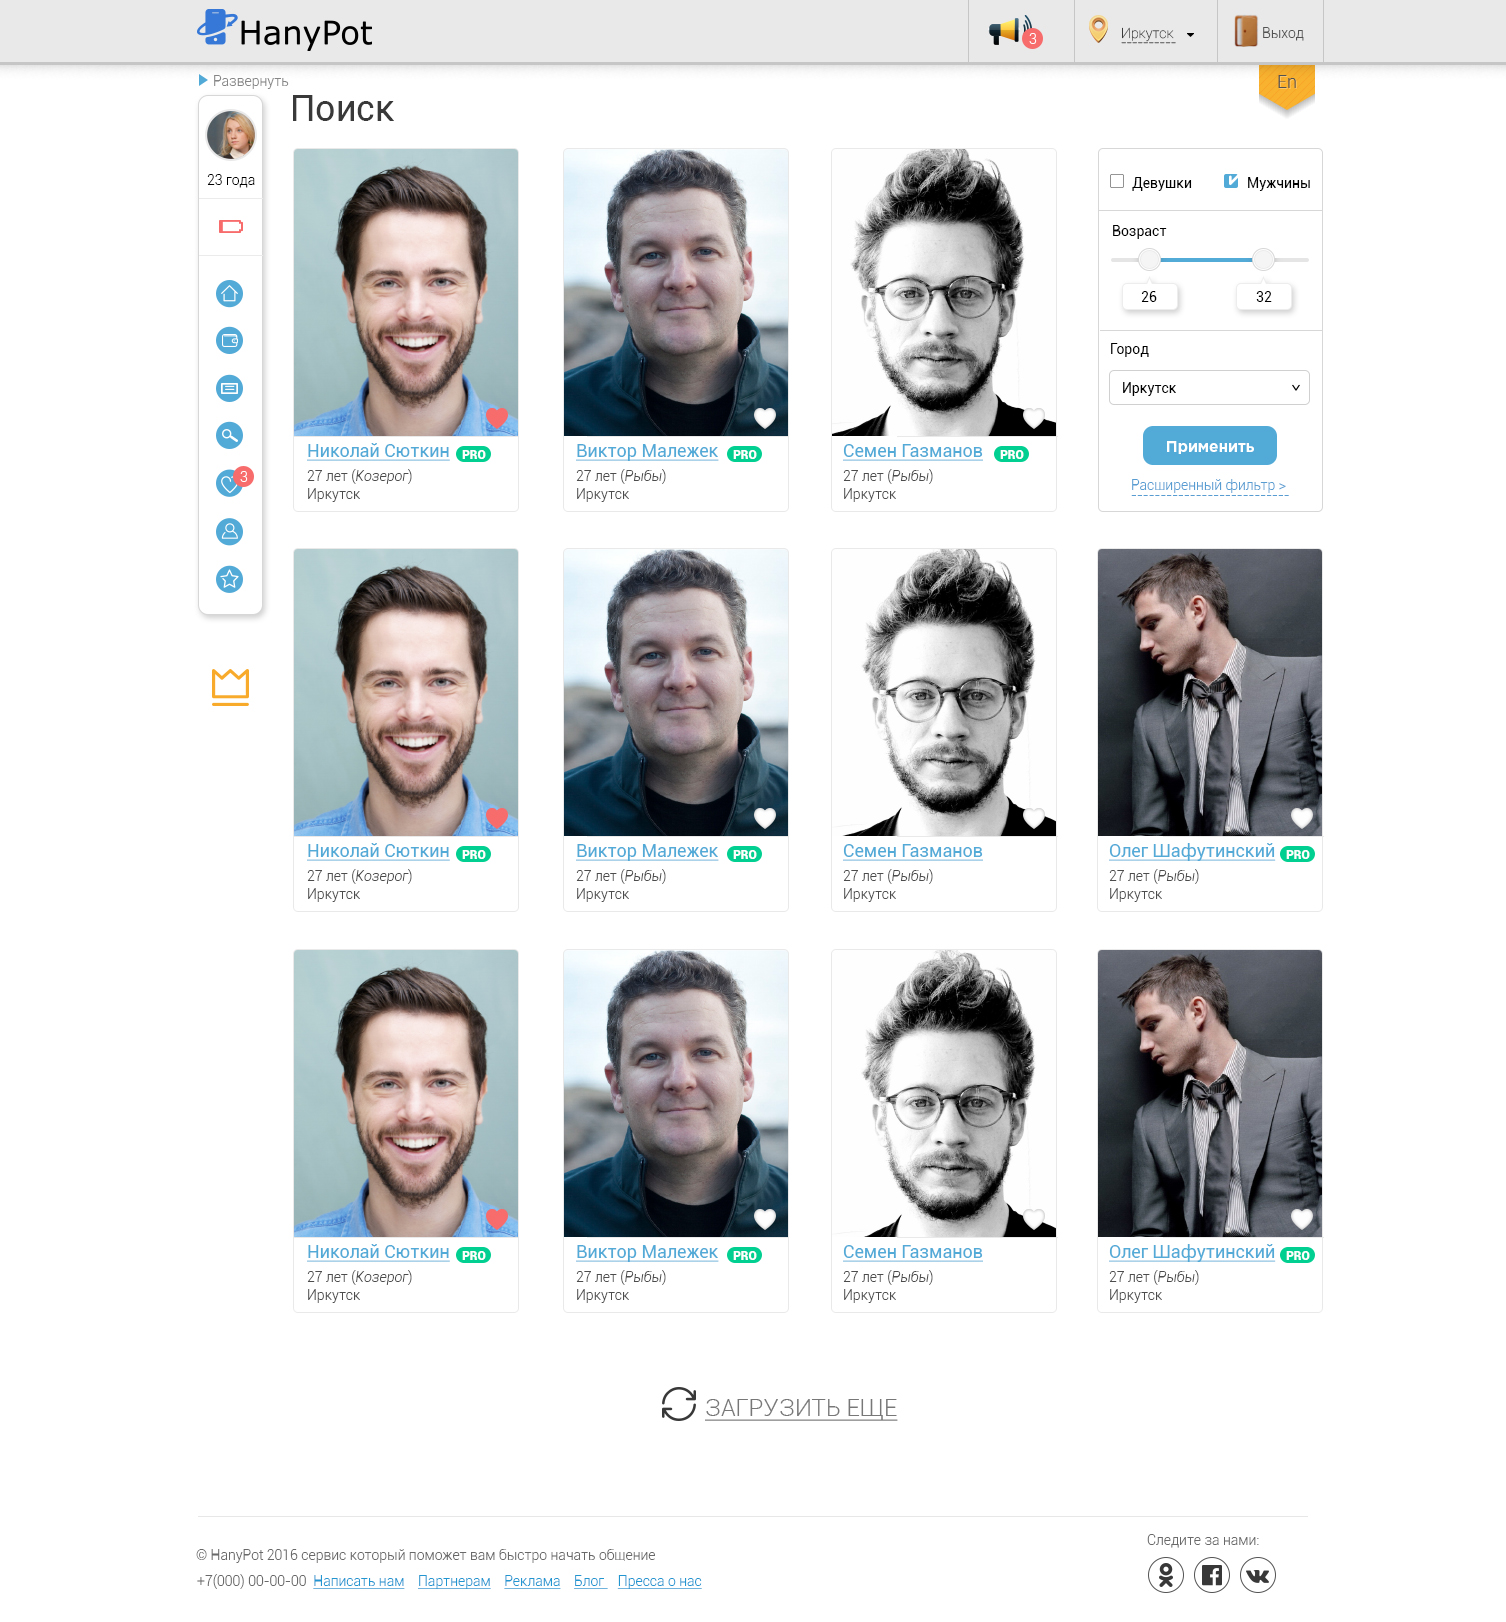 HanyPot
3
Иркутск
Выход
Развернуть
En
Поиск
23 года
3
Николай Сюткин PRO
27 лет (Козерог)
Иркутск
Виктор Малежек PRO
27 лет (Рыбы)
Иркутск
Семен Газманов PRO
27 лет (Рыбы)
Иркутск
Девушки
Мужчины
Возраст
26
32
Город
Иркутск
Применить
Расширенный фильтр >
Николай Сюткин PRO
27 лет (Козерог)
Иркутск
Виктор Малежек PRO
27 лет (Рыбы)
Иркутск
Семен Газманов
27 лет (Рыбы)
Иркутск
Олег Шафутинский PRO
27 лет (Рыбы)
Иркутск
Николай Сюткин PRO
27 лет (Козерог)
Иркутск
Виктор Малежек PRO
27 лет (Рыбы)
Иркутск
Семен Газманов
27 лет (Рыбы)
Иркутск
Олег Шафутинский PRO
27 лет (Рыбы)
Иркутск
ЗАГРУЗИТЬ ЕЩЕ
© HanyPot 2016 сервис который поможет вам быстро начать общение
+7(000) 00-00-00 Написать нам Партнерам Реклама Блог Пресса о нас
Следите за нами: